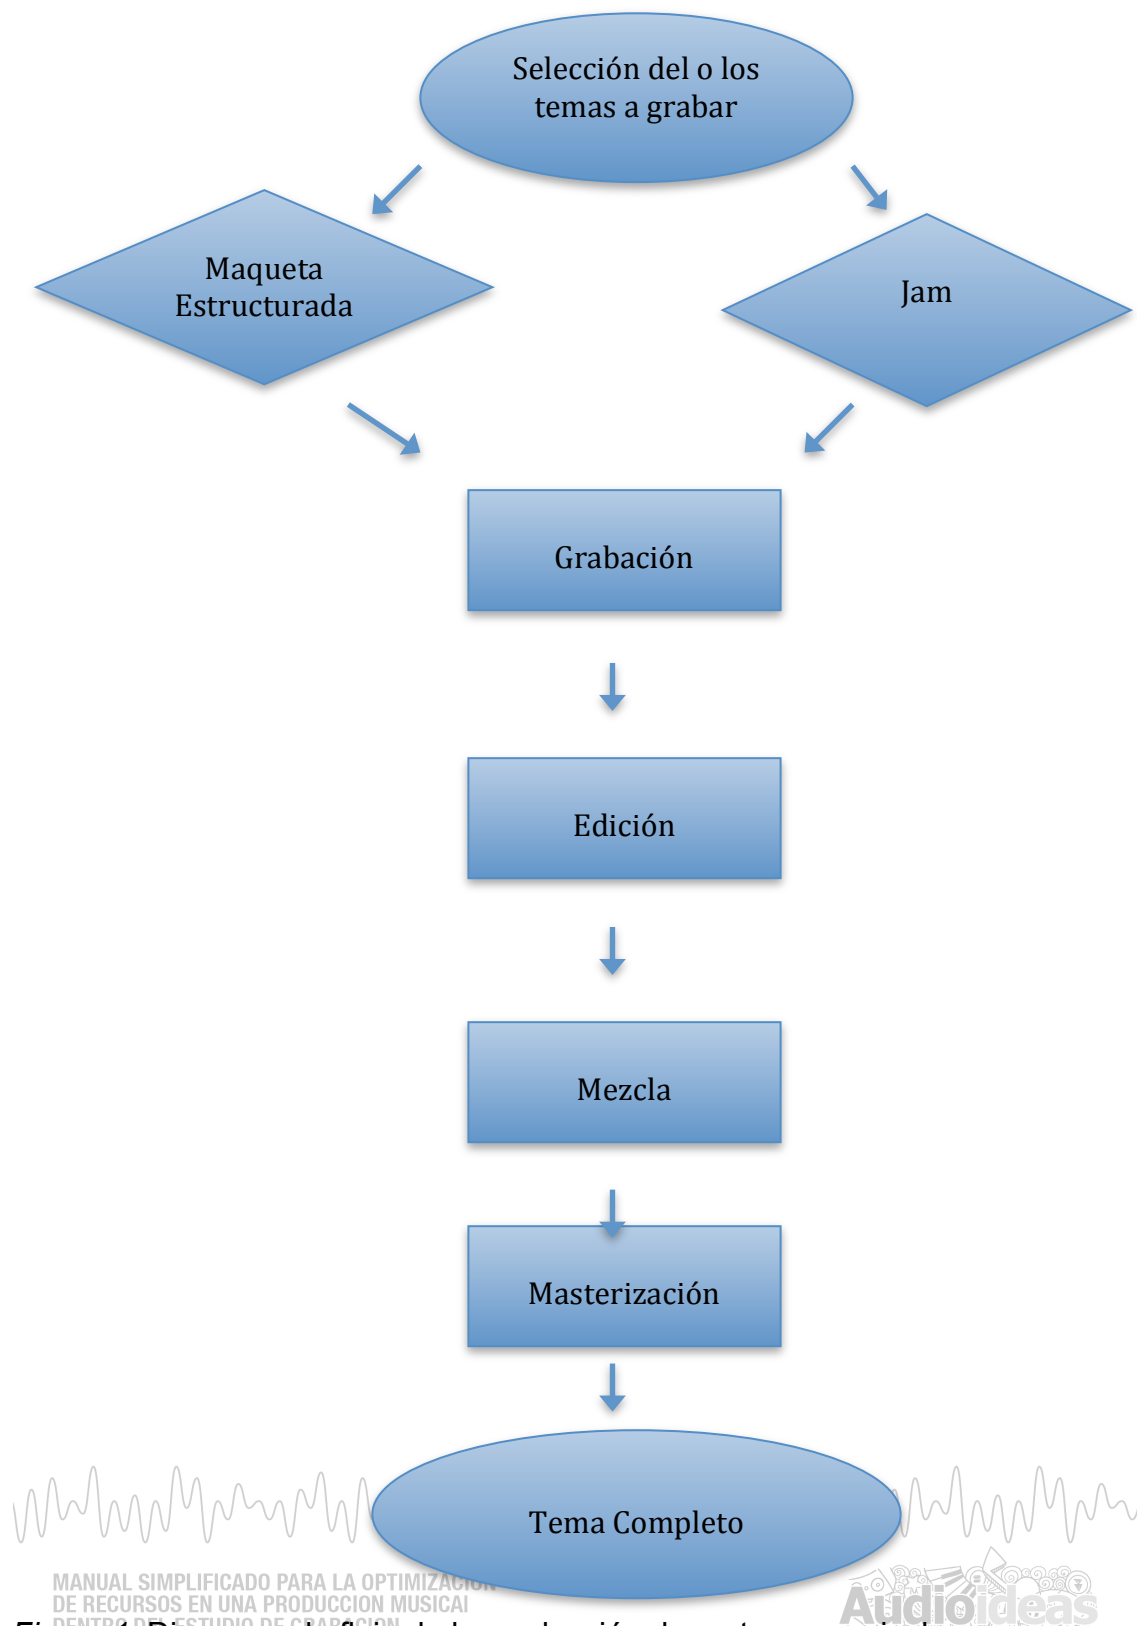 Selección del o los
temas a grabar
Maqueta
Estructurada
Jam
Grabación
Edición
Mezcla
Masterización
Tema Completo
MANUAL SIMPLIFICADO PARA LA OPTIMIZACION
DE RECURSOS EN UNA PRODUCCION MUSICAL
Audioideas